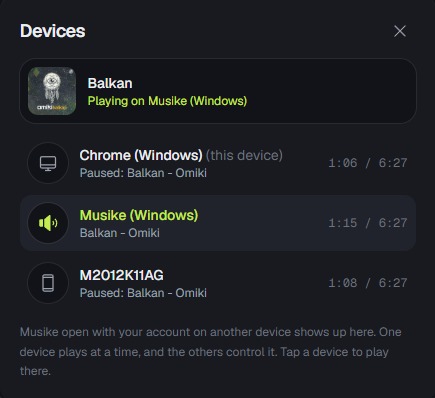 Devices
Balkan
Playing on Musike (Windows)
Chrome (Windows) (this device)
1:06 / 6:27
Paused: Balkan - Omiki
Musike (Windows)
1:15 / 6:27
Balkan - Omiki
M2012K11AG
1:08 / 6:27
Paused: Balkan - Omiki
Musike open with your account on another device shows up here. One
device plays at a time, and the others control it. Tap a device to play
there.